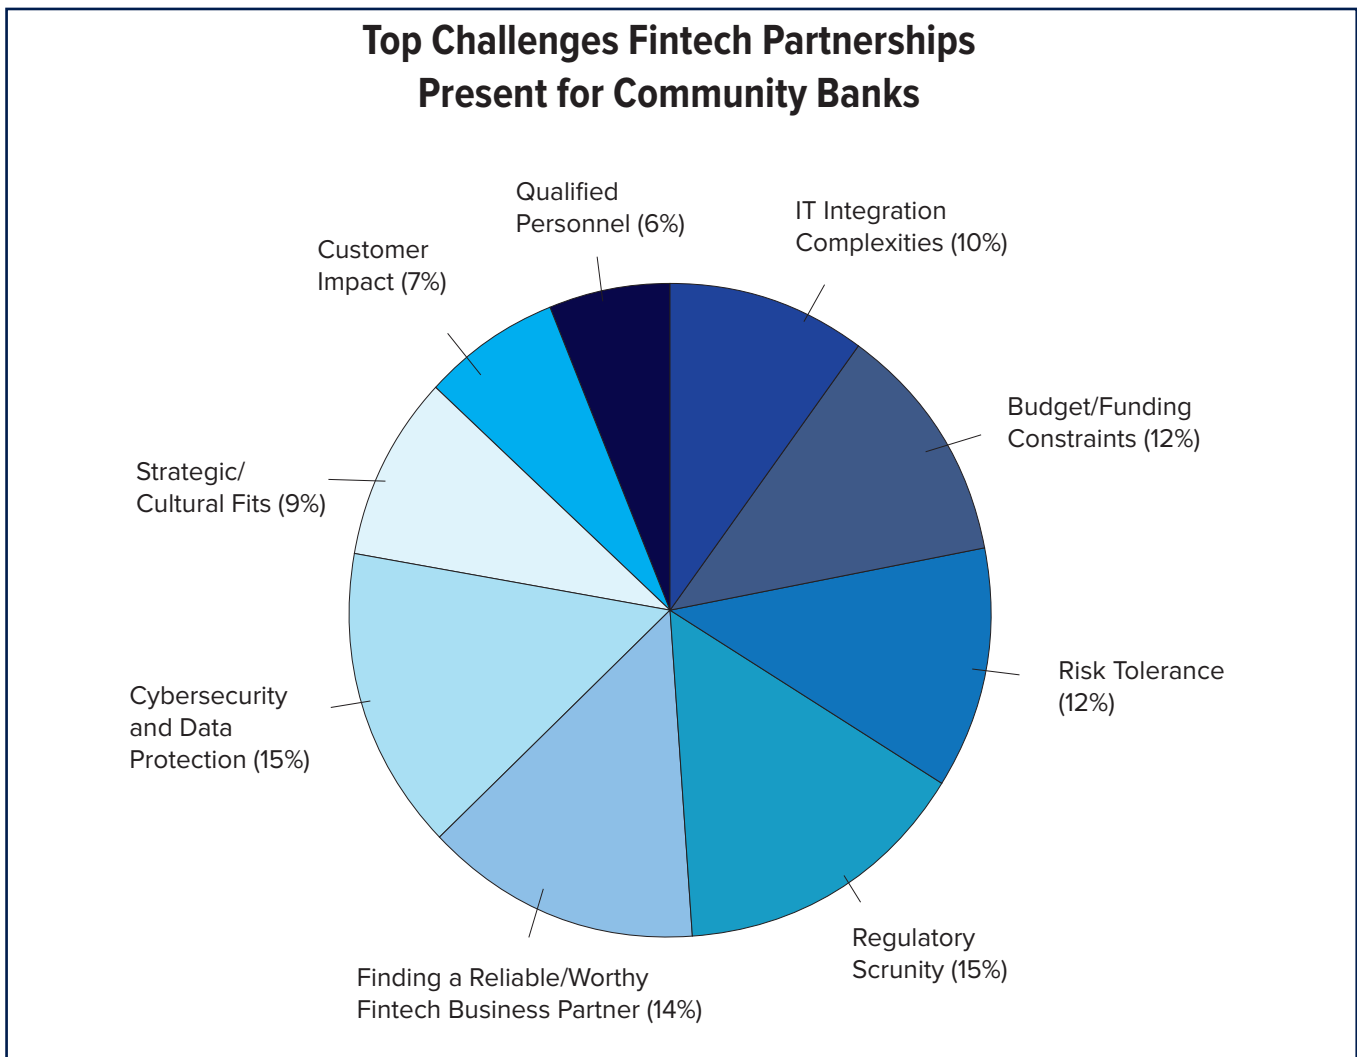 Top Challenges Fintech Partnerships
Present for Community Banks
Qualified
Personnel (6%)
IT Integration
Complexities (10%)
Customer
Impact (7%)
Budget/Funding
Constraints (12%)
Strategic/
Cultural Fits (9%)
Risk Tolerance
(12%)
Cybersecurity
and Data
Protection (15%)
Regulatory
Scrunity (15%)
Finding a Reliable/Worthy
Fintech Business Partner (14%)